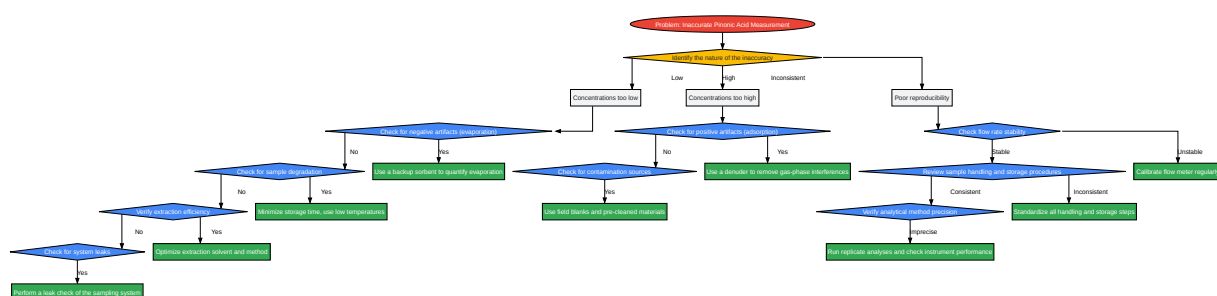 Problem: Inaccurate Pinonic Acid Measurement
Identify the nature of the inaccuracy
Low
High
Inconsistent
Concentrations too low
Concentrations too high
Poor reproducibility
Check for negative artifacts (evaporation)
Check for positive artifacts (adsorption)
Check flow rate stability
No
Yes
No
Yes
Stable
Unstable
Check for sample degradation
Use a backup sorbent to quantify evaporation
Check for contamination sources
Use a denuder to remove gas-phase interferences
Review sample handling and storage procedures
Calibrate flow meter regularly
No
Yes
Yes
Consistent
Inconsistent
Verify extraction efficiency
Minimize storage time, use low temperatures
Use field blanks and pre-cleaned materials
Verify analytical method precision
Standardize all handling and storage steps
No
Yes
Imprecise
Check for system leaks
Optimize extraction solvent and method
Run replicate analyses and check instrument performance
Yes
Perform a leak check of the sampling system